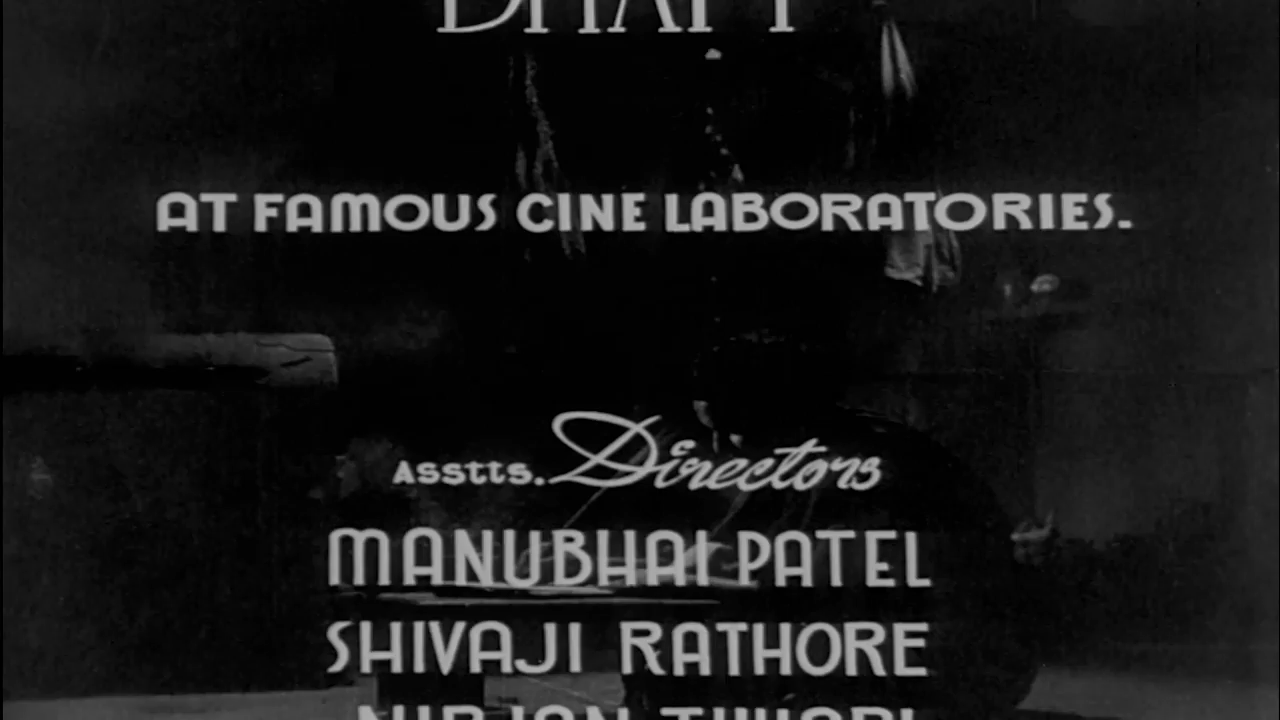 AT FAMOUS CINE LABORATORIES.
Asstts. Directors
MANUBHAI PATEL
SHIVAJI RATHORE